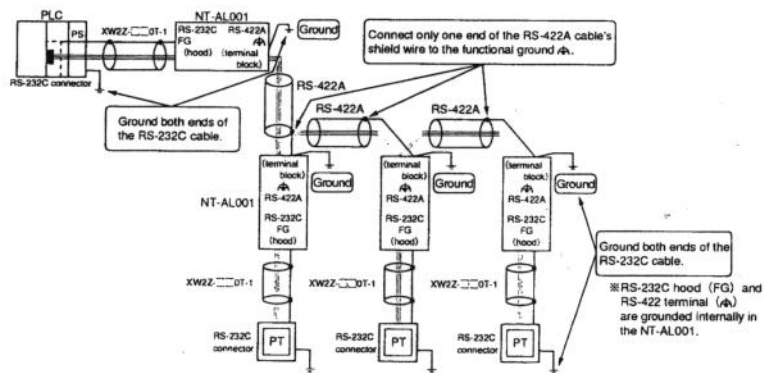 PLC
PS
RS-232C connector
XW2Z-□□0T-1
NT-AL001
RS-232C RS-422A
FG
(hood) (terminal
block)
Ground
Connect only one end of the RS-422A cable's
shield wire to the functional ground .
Ground both ends of
the RS-232C cable.
RS-422A
RS-422A
RS-422A
NT-AL001
(terminal
block)
RS-422A
RS-232C
FG
(hood)
Ground
(terminal
block)
RS-422A
RS-232C
FG
(hood)
Ground
(terminal
block)
RS-422A
RS-232C
FG
(hood)
Ground
Ground both ends of the
RS-232C cable.
※RS-232C hood (FG) and
RS-422 terminal ( )
are grounded internally in
the NT-AL001.
XW2Z-□□0T-1
XW2Z-□□0T-1
XW2Z-□□0T-1
RS-232C
connector
PT
RS-232C
connector
PT
RS-232C
connector
PT